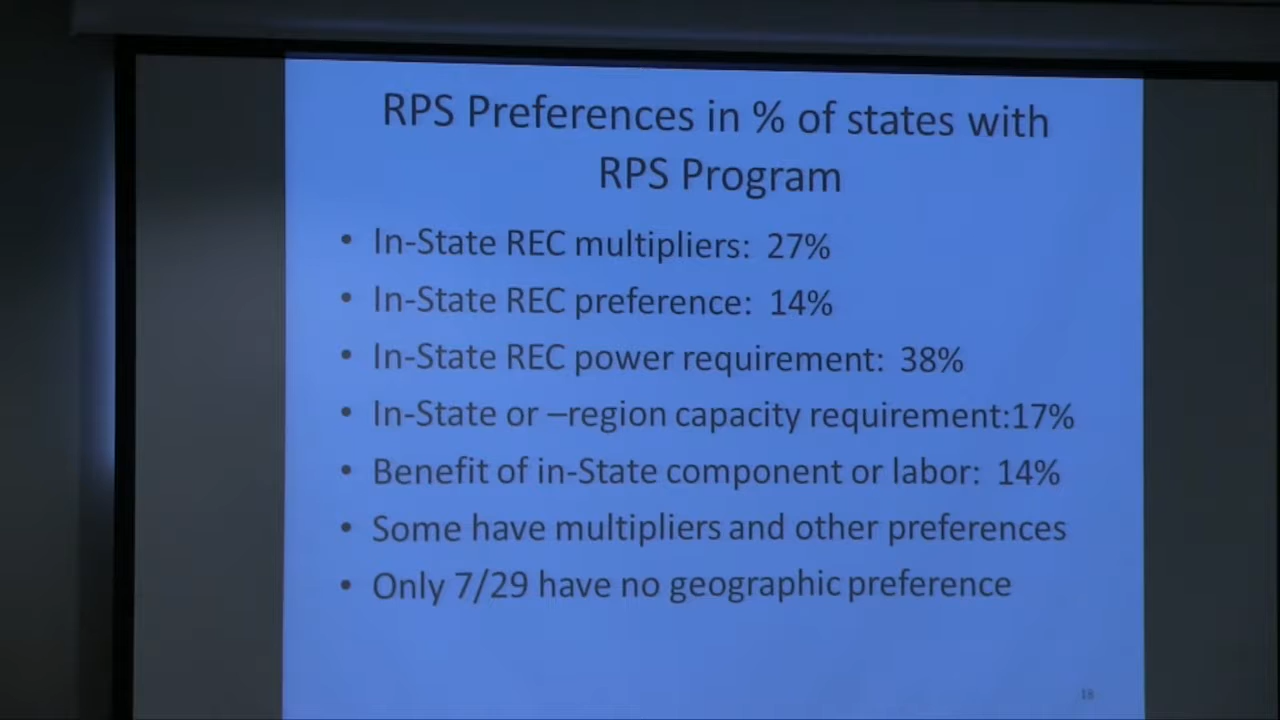 RPS Preferences in % of states with
RPS Program
• In-State REC multipliers: 27%
• In-State REC preference: 14%
• In-State REC power requirement: 38%
• In-State or –region capacity requirement:17%
• Benefit of in-State component or labor: 14%
• Some have multipliers and other preferences
• Only 7/29 have no geographic preference
18